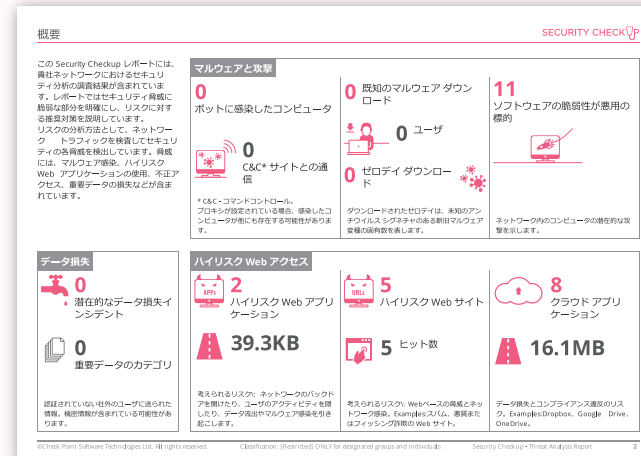 概要
SECURITY CHECKUP
この Security Checkup レポートには、
貴社ネットワークにおけるセキュリ
ティ分析の調査結果が含まれていま
す。レポートではセキュリティ脅威に
脆弱な部分を明確にし、リスクに対す
る推奨対策を説明しています。
リスクの分析方法として、ネットワー
ク トラフィックを検査してセキュリ
ティの各脅威を検出しています。脅威
には、マルウェア感染、ハイリスク
Web アプリケーションの使用、不正ア
クセス、重要データの損失などが含ま
れています。
マルウェアと攻撃
0
ボットに感染したコンピュータ
0
C&C* サイトとの通
信
* C&C - コマンドコントロール。
プロキシが設定されている場合、感染したコ
ンピュータが他にも存在する可能性がありま
す。
0 既知のマルウェア ダウン
ロード
0 ユーザ
0 ゼロデイ ダウンロー
ド
ダウンロードされたゼロデイは、未知のアン
チウイルス シグネチャのある新旧マルウェア
変種の固有数を表します。
11
ソフトウェアの脆弱性が悪用の
標的
ネットワーク内のコンピュータの潜在的な攻
撃を示します。
データ損失
0
潜在的なデータ損失イ
ンシデント
0
重要データのカテゴリ
認証されていない社外のユーザに送られた
情報。機密情報が含まれている可能性があ
ります。
ハイリスク Web アクセス
APPs
2
ハイリスク Web アプリ
ケーション
39.3KB
考えられるリスク: ネットワークのバックド
アを開けたり、ユーザのアクティビティを隠
したり、データ流出やマルウェア感染を引き
起こします。
URLs
5
ハイリスク Web サイト
5 ヒット数
考えられるリスク: Webベースの脅威とネッ
トワーク感染。Examples:スパム、悪質また
はフィッシング詐欺の Web サイト。
8
クラウド アプリ
ケーション
16.1MB
データ損失とコンプライアンス違反のリス
ク。Examples:Dropbox、Google Drive、
OneDrive。
©Check Point Software Technologies Ltd. All rights reserved. Classification: [Restricted] ONLY for designated groups and individuals Security Checkup - Threat Analysis Report 2